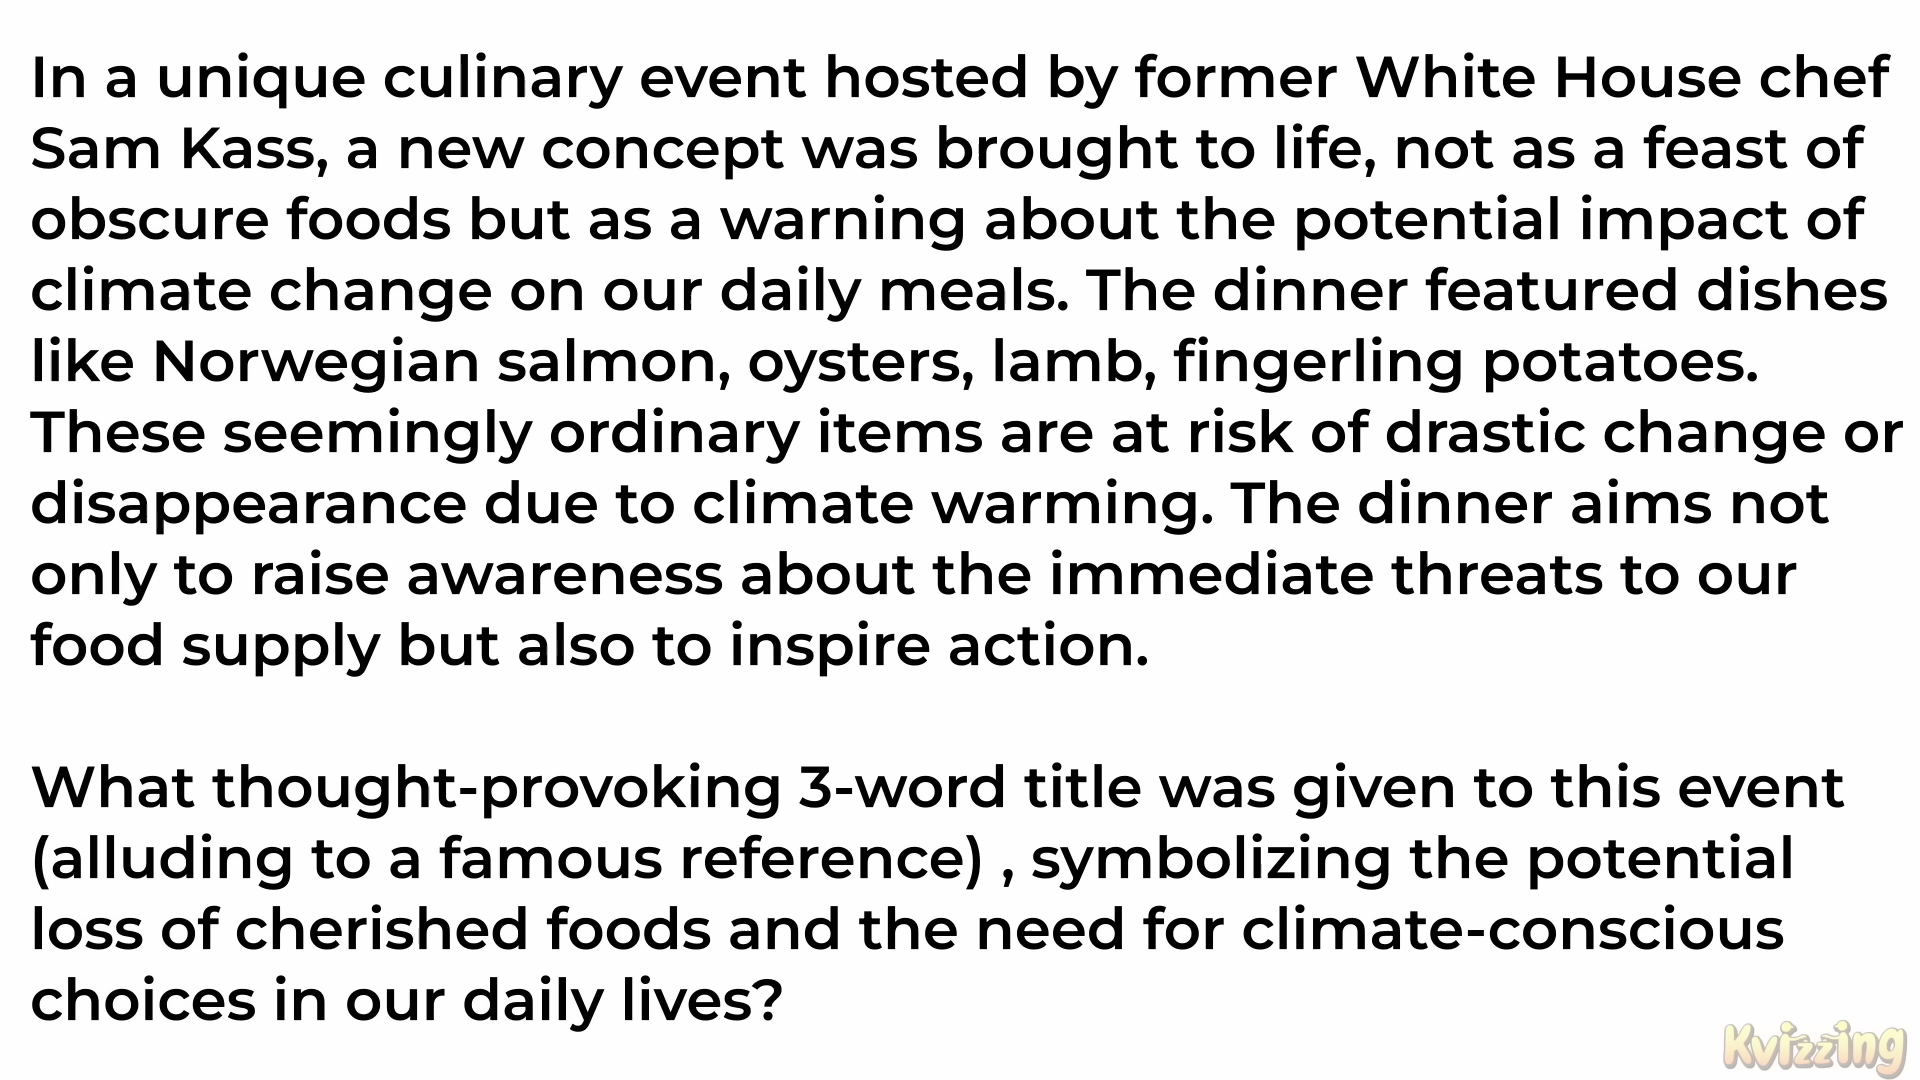 In a unique culinary event hosted by former White House chef
Sam Kass, a new concept was brought to life, not as a feast of
obscure foods but as a warning about the potential impact of
climate change on our daily meals. The dinner featured dishes
like Norwegian salmon, oysters, lamb, fingerling potatoes.
These seemingly ordinary items are at risk of drastic change or
disappearance due to climate warming. The dinner aims not
only to raise awareness about the immediate threats to our
food supply but also to inspire action.
What thought-provoking 3-word title was given to this event
(alluding to a famous reference) , symbolizing the potential
loss of cherished foods and the need for climate-conscious
choices in our daily lives?
Kvizzing